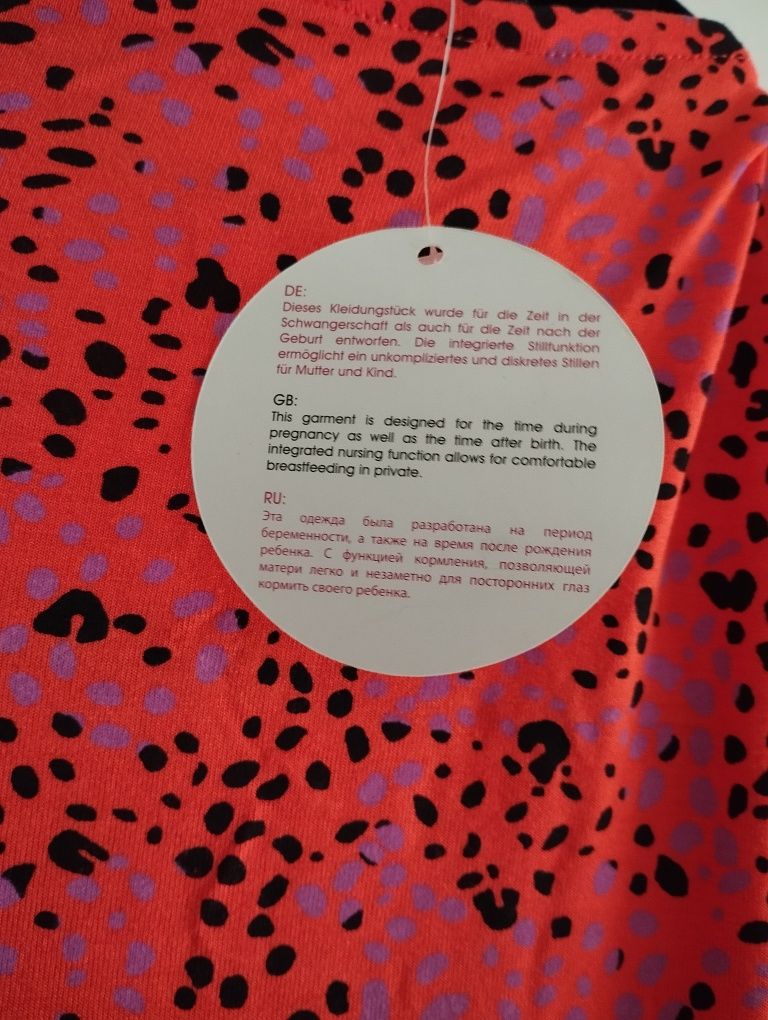 DE:
Dieses Kleidungstück wurde für die Zeit in der
Schwangerschaft als auch für die Zeit nach der
Geburt entworfen. Die integrierte Stillfunktion
ermöglicht ein unkompliziertes und diskretes Stillen
für Mutter und Kind.
GB:
This garment is designed for the time during
pregnancy as well as the time after birth. The
integrated nursing function allows for comfortable
breastfeeding in private.
RU:
Эта одежда была разработана на период
беременности, а также на время после рождения
ребенка. С функцией кормления, позволяющей
матери легко и незаметно для посторонних глаз
кормить своего ребенка.